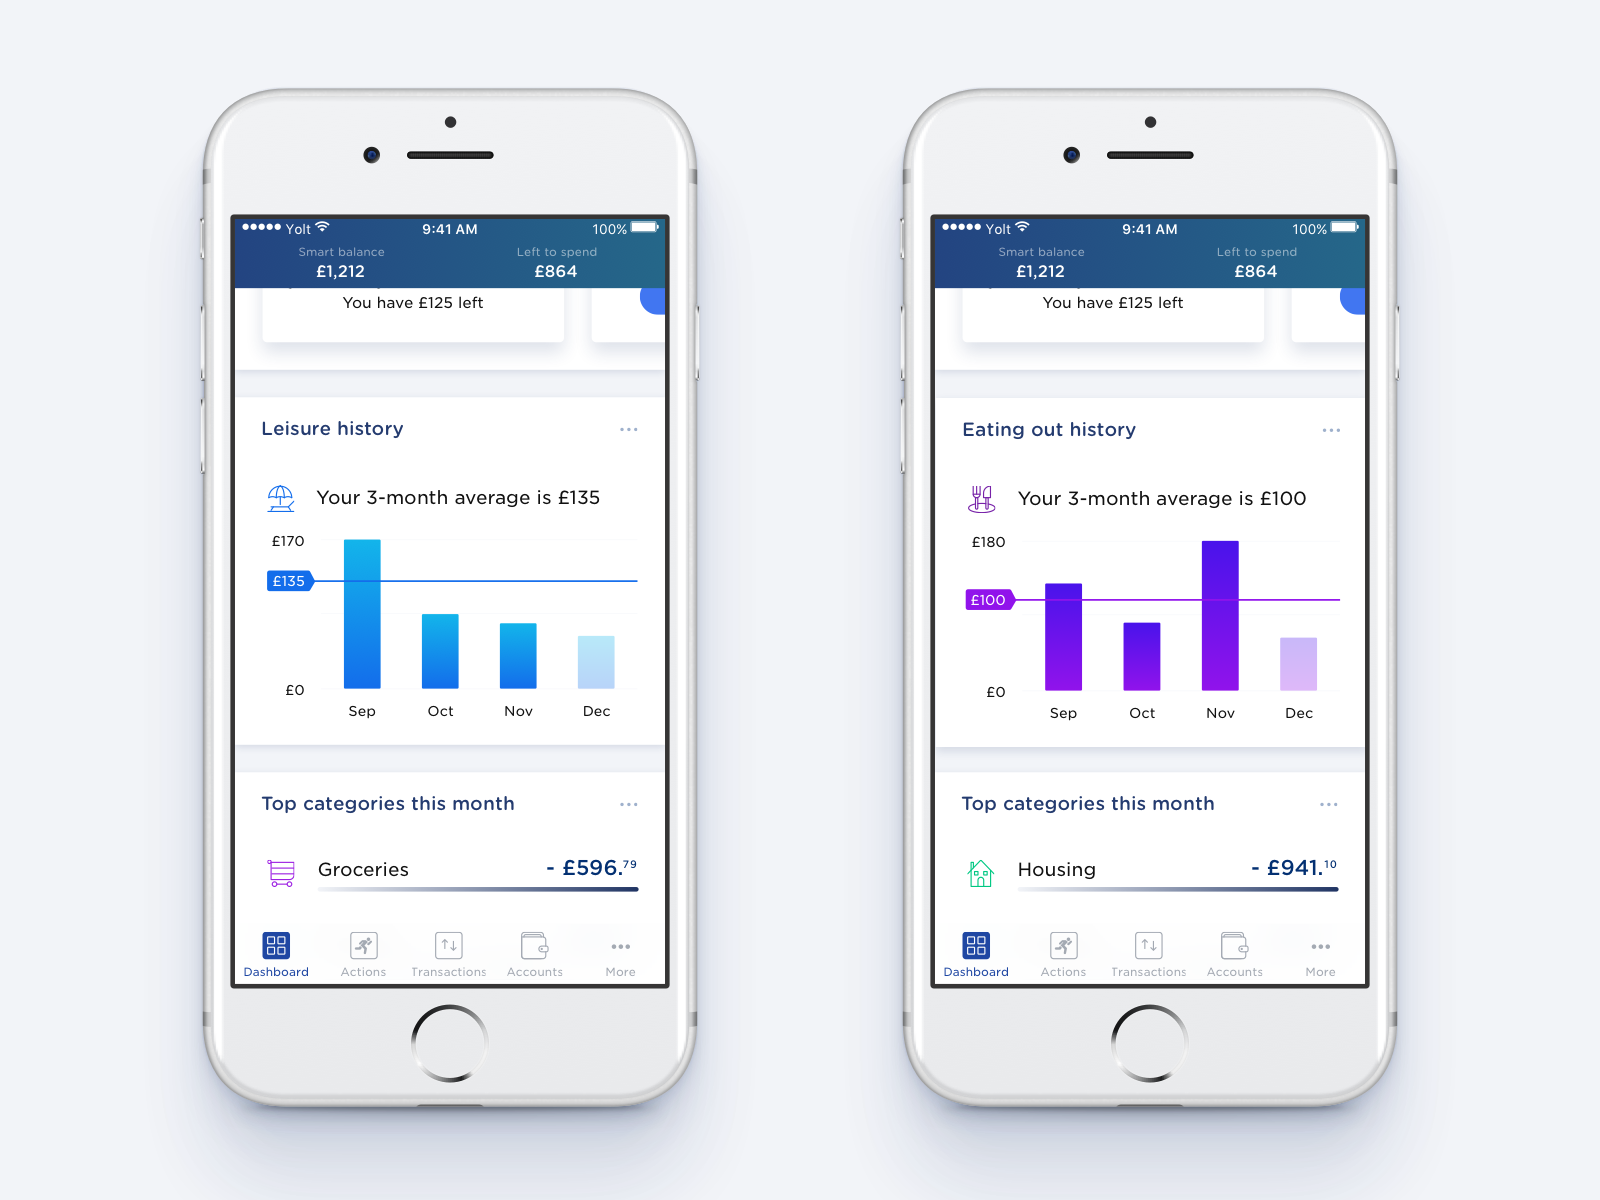 Yolt 9:41 AM 100%
Smart balance Left to spend
£1,212 £864
You have £125 left
Leisure history
Your 3-month average is £135
£170
£135
£0
Sep Oct Nov Dec
Top categories this month
Groceries - £596.79
Dashboard Actions Transactions Accounts More
Yolt 9:41 AM 100%
Smart balance Left to spend
£1,212 £864
You have £125 left
Eating out history
Your 3-month average is £100
£180
£100
£0
Sep Oct Nov Dec
Top categories this month
Housing - £941.10
Dashboard Actions Transactions Accounts More